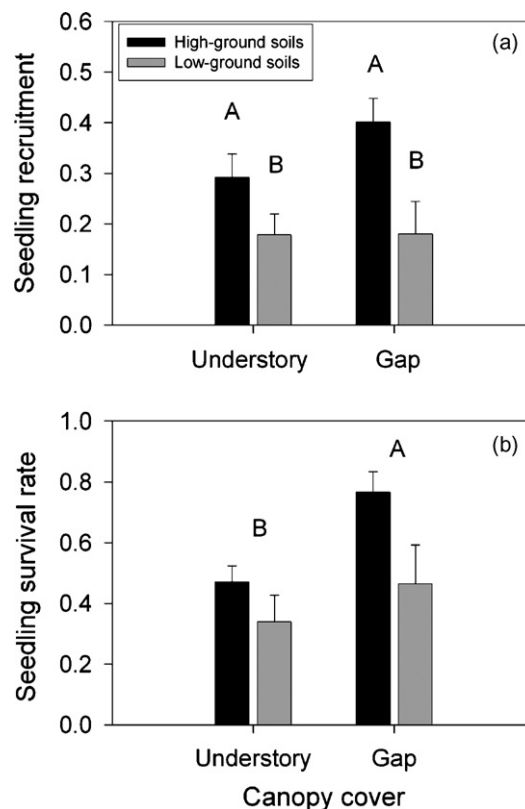 (a)
High-ground soils
Low-ground soils
Seedling recruitment
0.6
0.5
0.4
0.3
0.2
0.1
0.0
A
B
A
B
Understory Gap
(b)
Seedling survival rate
1.0
0.8
0.6
0.4
0.2
0.0
B
A
Understory Gap
Canopy cover